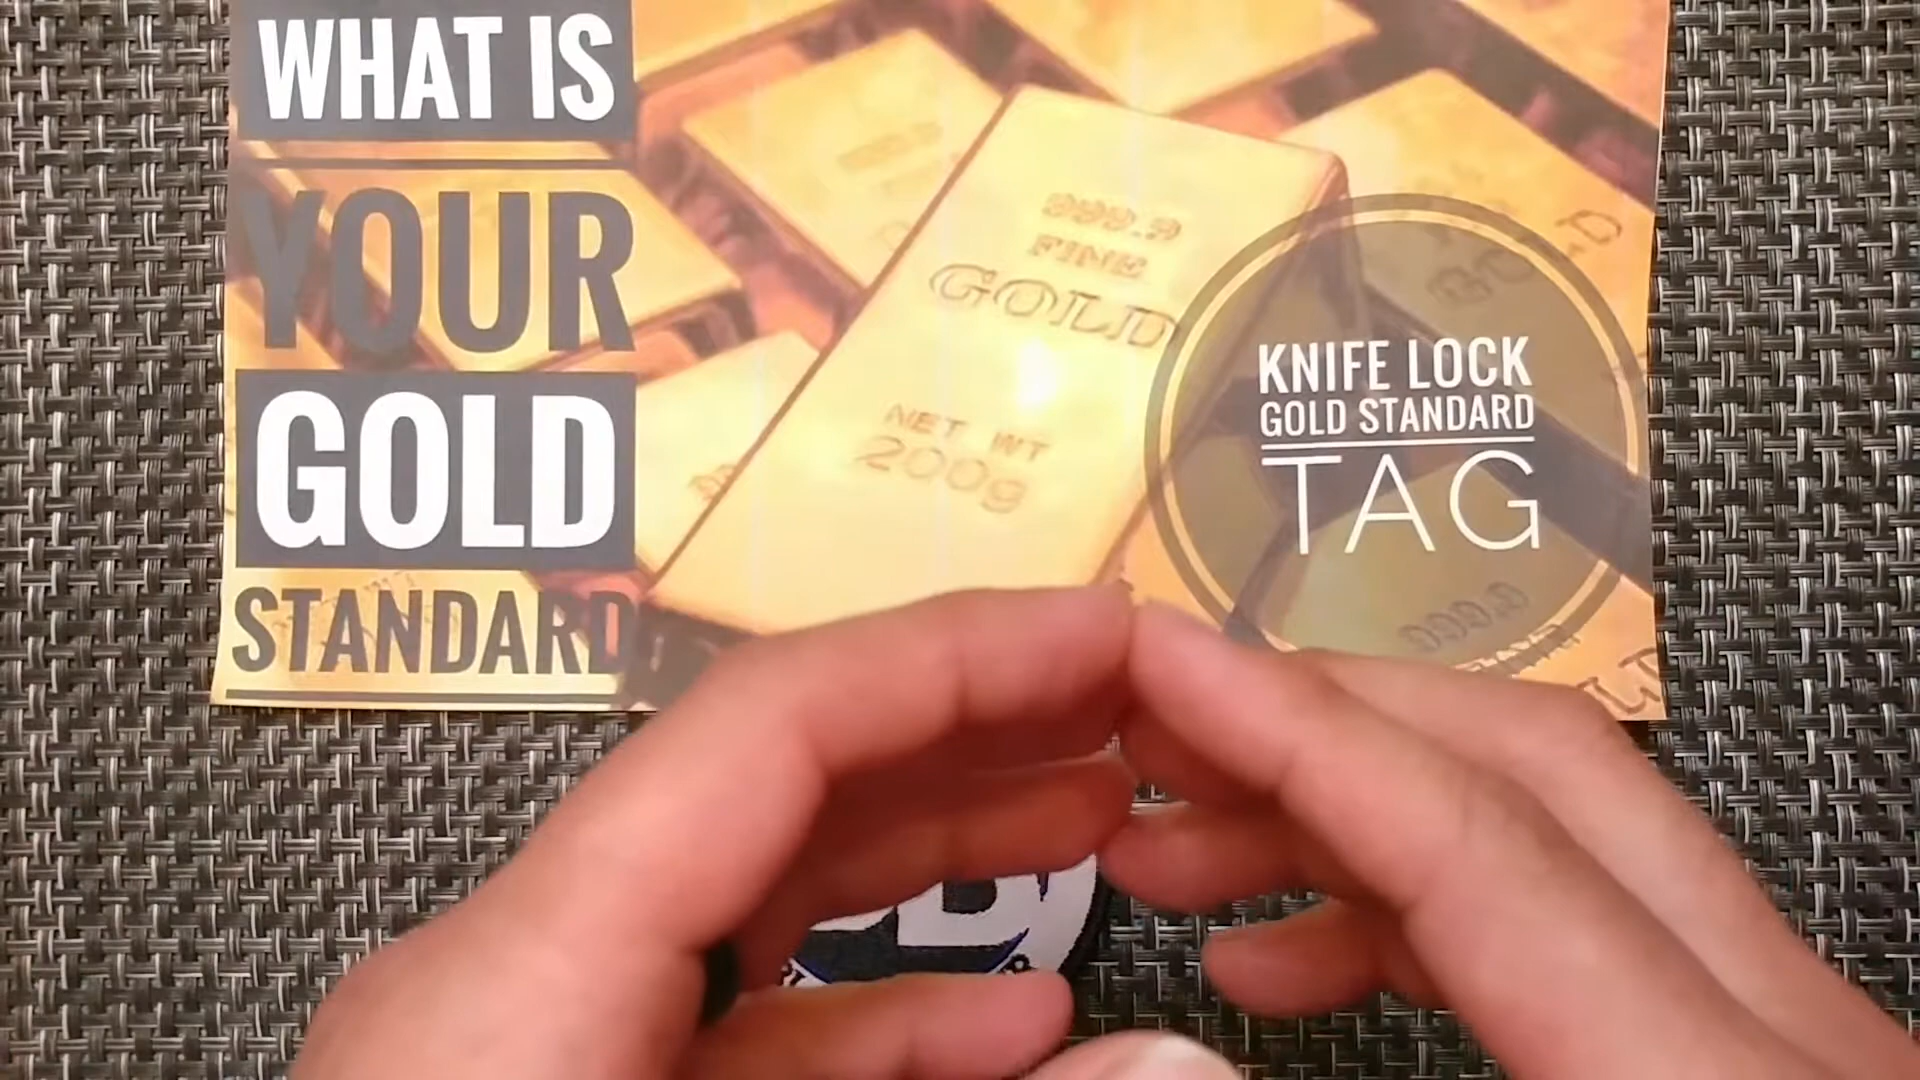 WHAT IS
YOUR
GOLD
STANDARD
999.9
FINE
GOLD
NET WT
200g
KNIFE LOCK
GOLD STANDARD
TAG